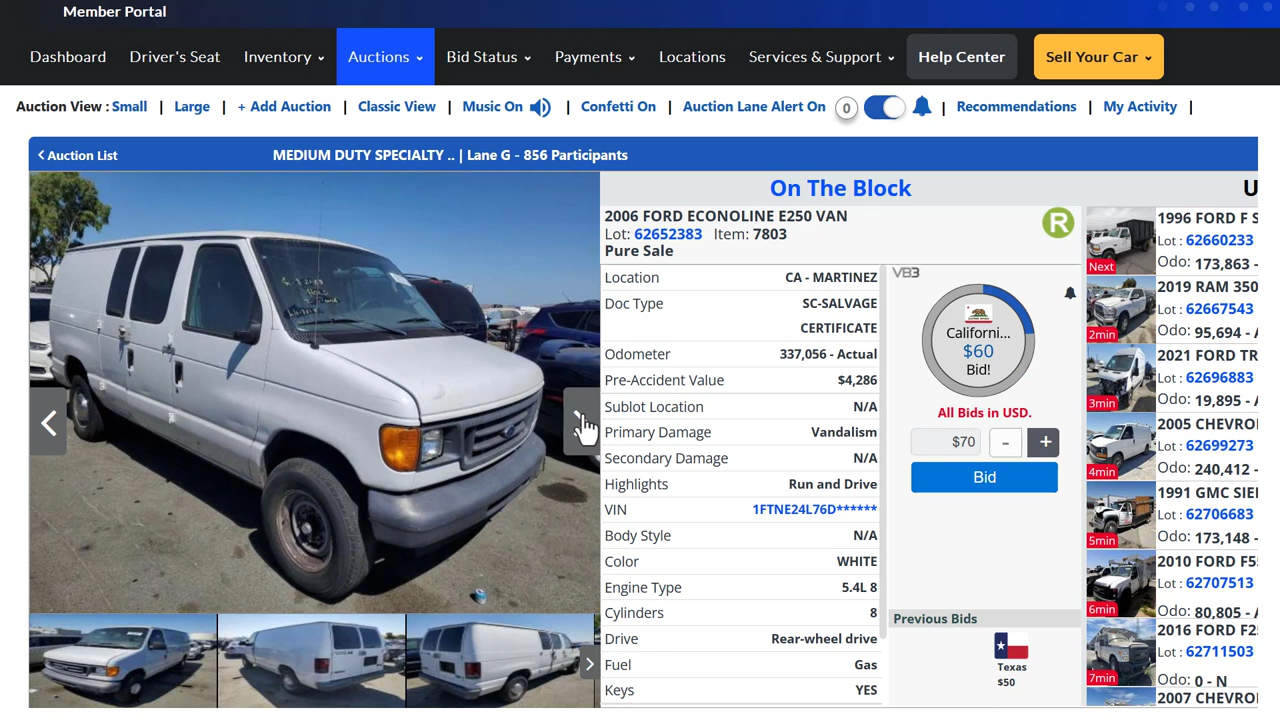 Member Portal
Dashboard Driver's Seat Inventory Auctions Bid Status Payments Locations Services & Support Help Center Sell Your Car
Auction View : Small | Large | + Add Auction | Classic View | Music On | Confetti On | Auction Lane Alert On 0 | Recommendations | My Activity |
Auction List MEDIUM DUTY SPECIALTY .. | Lane G - 856 Participants
On The Block
U
2006 FORD ECONOLINE E250 VAN
Lot: 62652383 Item: 7803
Pure Sale
R
Location CA - MARTINEZ
Doc Type SC-SALVAGE
CERTIFICATE
Odometer 337,056 - Actual
Pre-Accident Value $4,286
Sublot Location N/A
Primary Damage Vandalism
Secondary Damage N/A
Highlights Run and Drive
VIN 1FTNE24L76D******
Body Style N/A
Color WHITE
Engine Type 5.4L 8
Cylinders 8
Drive Rear-wheel drive
Fuel Gas
Keys YES
VB3
Californi...
$60
Bid!
All Bids in USD.
$70 - +
Bid
Previous Bids
Texas
$50
1996 FORD F S
Lot : 62660233
Odo: 173,863 -
Next
2019 RAM 350
Lot : 62667543
Odo: 95,694 - A
2min
2021 FORD TR
Lot : 62696883
Odo: 19,895 - A
3min
2005 CHEVROI
Lot : 62699273
Odo: 240,412 -
4min
1991 GMC SIEI
Lot : 62706683
Odo: 173,148 -
5min
2010 FORD F5
Lot : 62707513
Odo: 80,805 - A
6min
2016 FORD F2
Lot : 62711503
Odo: 0 - N
7min
2007 CHEVROI